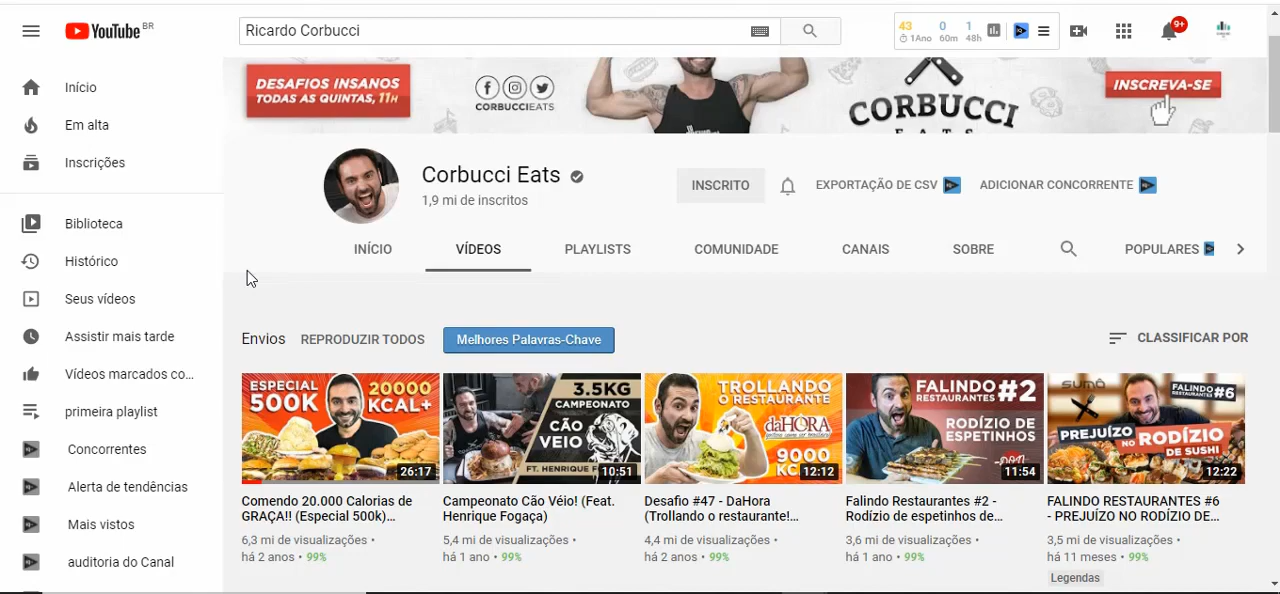 YouTube BR
Ricardo Corbucci
43 0 1
1Ano 60m 48h
9+
Início
Em alta
Inscrições
Biblioteca
Histórico
Seus vídeos
Assistir mais tarde
Vídeos marcados co...
primeira playlist
Concorrentes
Alerta de tendências
Mais vistos
auditoria do Canal
DESAFIOS INSANOS
TODAS AS QUINTAS, 11H
CORBUCCIEATS
CORBUCCI
EATS
INSCREVA-SE
Corbucci Eats
1,9 mi de inscritos
INSCRITO
EXPORTAÇÃO DE CSV
ADICIONAR CONCORRENTE
INÍCIO
VÍDEOS
PLAYLISTS
COMUNIDADE
CANAIS
SOBRE
POPULARES
Envios
REPRODUZIR TODOS
Melhores Palavras-Chave
CLASSIFICAR POR
ESPECIAL
500K
20000
KCAL+
26:17
Comendo 20.000 Calorias de
GRAÇA!! (Especial 500k)...
6,3 mi de visualizações •
há 2 anos • 99%
3.5KG
CAMPEONATO
CÃO
VEIO
FT. HENRIQUE
10:51
Campeonato Cão Véio! (Feat.
Henrique Fogaça)
5,4 mi de visualizações •
há 1 ano • 99%
TROLLANDO
O RESTAURANTE
daHORA
9000
KC
12:12
Desafio #47 - DaHora
(Trollando o restaurante!...
4,4 mi de visualizações •
há 2 anos • 99%
FALINDO #2
RESTAURANTES
RODÍZIO DE
ESPETINHOS
11:54
Falindo Restaurantes #2 -
Rodízio de espetinhos de...
3,6 mi de visualizações •
há 1 ano • 99%
SUMÔ
FALINDO #6
RESTAURANTES
PREJUÍZO
NO RODÍZIO
DE SUSHI
12:22
FALINDO RESTAURANTES #6
- PREJUÍZO NO RODÍZIO DE...
3,5 mi de visualizações •
há 11 meses • 99%
Legendas